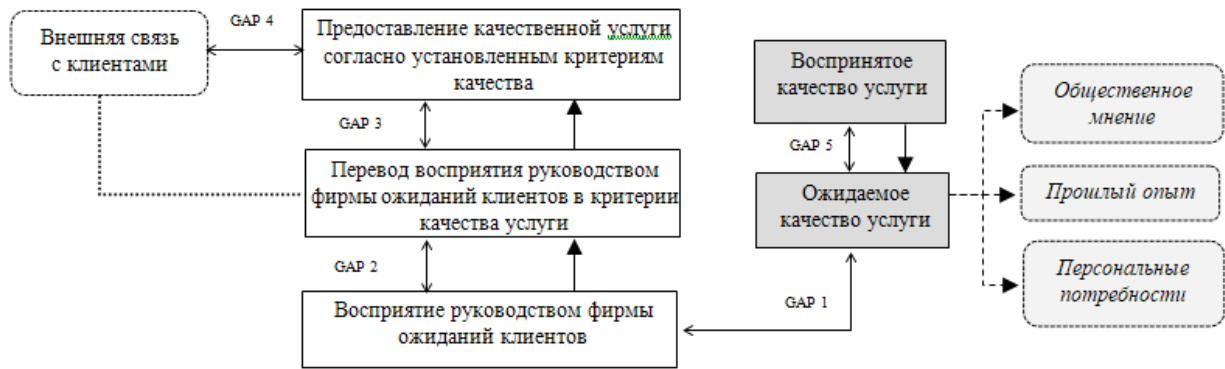 Внешняя связь
с клиентами
GAP 4
Предоставление качественной услуги
согласно установленным критериям
качества
GAP 3
Перевод восприятия руководством
фирмы ожиданий клиентов в критерии
качества услуги
GAP 2
Восприятие руководством фирмы
ожиданий клиентов
GAP 1
Воспринятое
качество услуги
GAP 5
Ожидаемое
качество услуги
Общественное
мнение
Прошлый опыт
Персональные
потребности